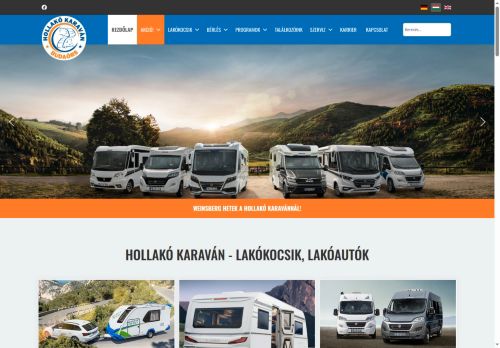 HOLLAKÓ KARAVÁN
BUDAÖRS
KEZDŐLAP
AKCIÓ
LAKÓKOCSIK
BÉRLÉS
PROGRAMOK
TALÁLKOZÓNK
SZERVIZ
KARRIER
KAPCSOLAT
Keresés...
WEINSBERG HETEK A HOLLAKÓ KARAVÁNNÁL!
HOLLAKÓ KARAVÁN - LAKÓKOCSIK, LAKÓAUTÓK